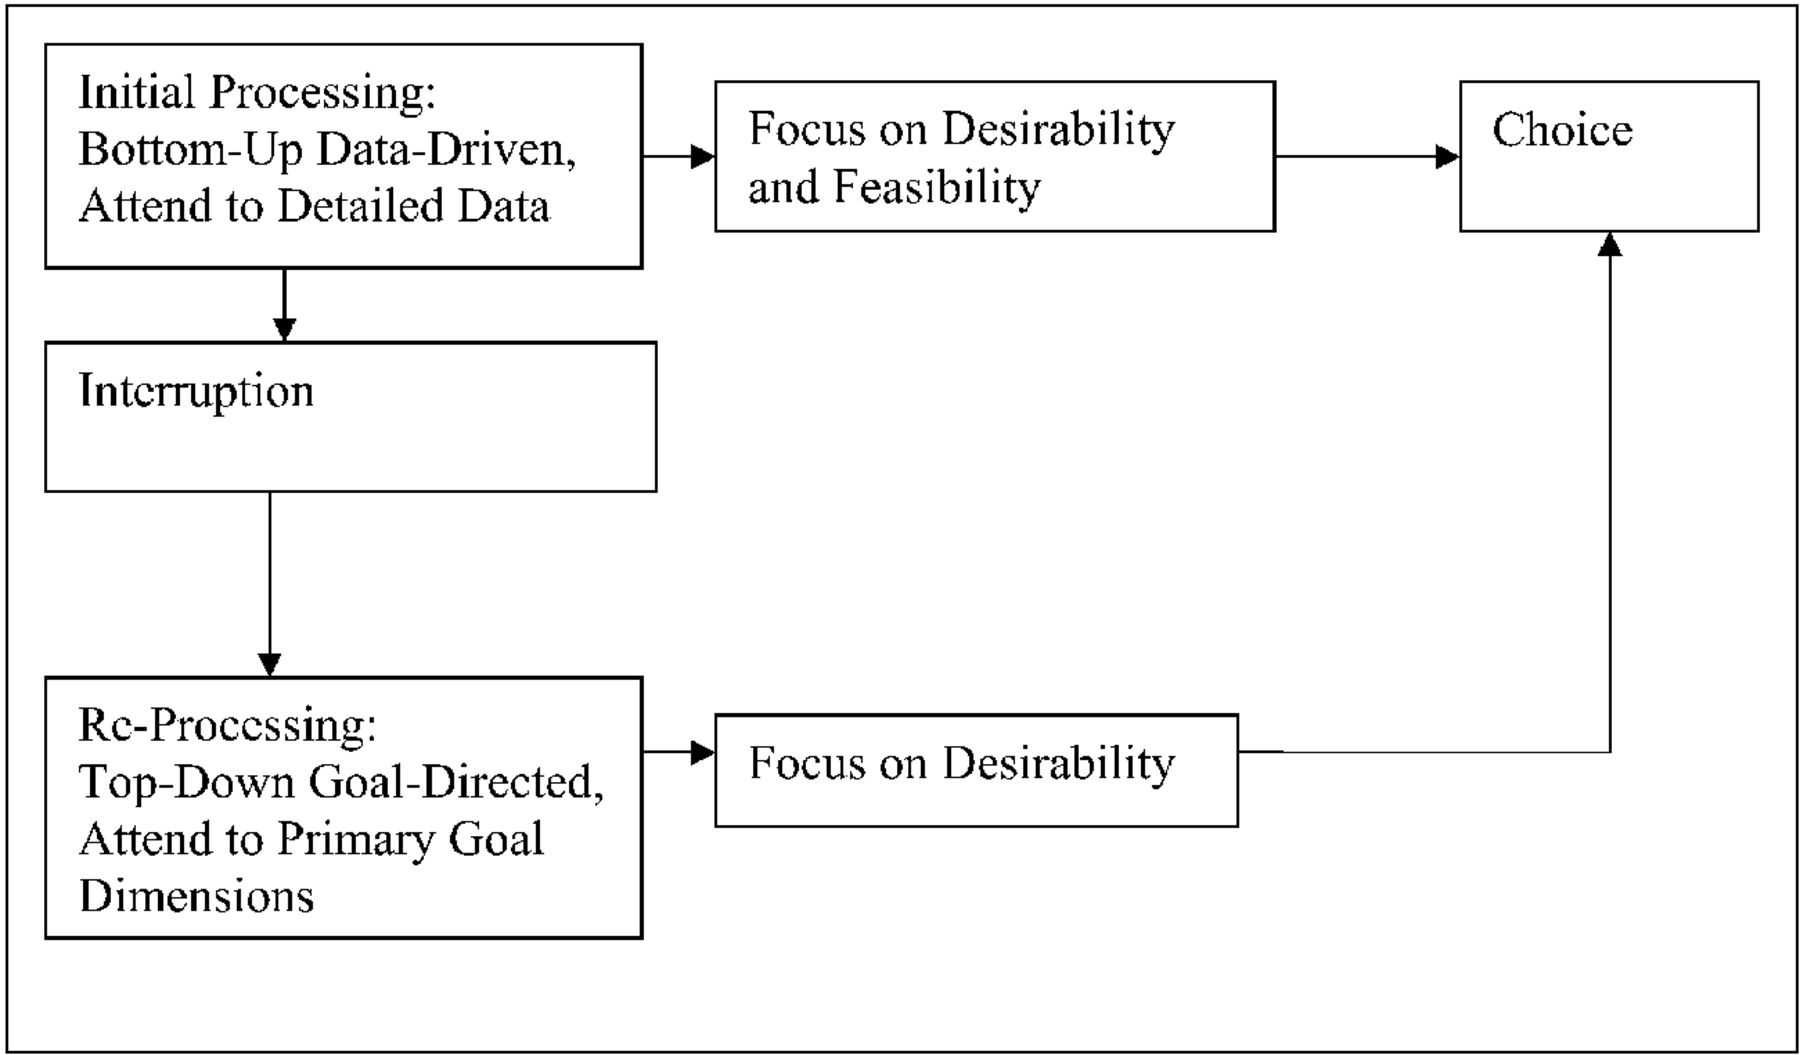 Initial Processing:
Bottom-Up Data-Driven,
Attend to Detailed Data
Focus on Desirability
and Feasibility
Choice
Interruption
Re-Processing:
Top-Down Goal-Directed,
Attend to Primary Goal
Dimensions
Focus on Desirability